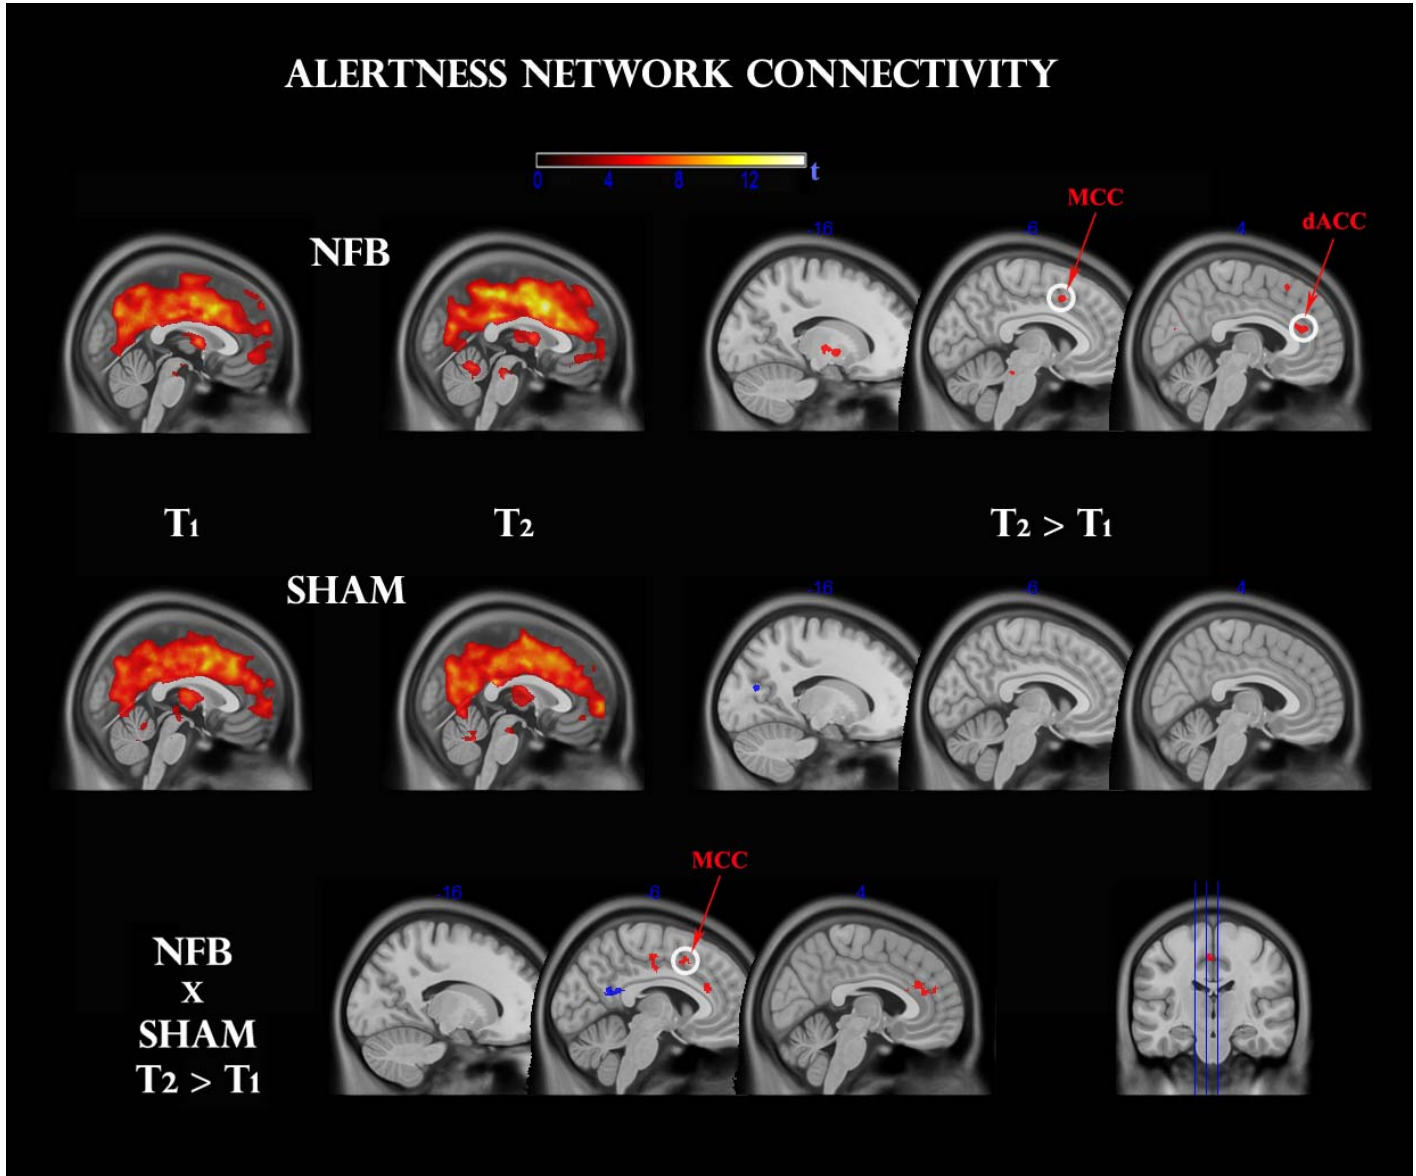 ALERTNESS NETWORK CONNECTIVITY
0 4 8 12 t
MCC
dACC
NFB
-16 -6 4
T1 T2 T2 > T1
SHAM
-16 -6 4
MCC
-16 -6 4
NFB
x
SHAM
T2 > T1